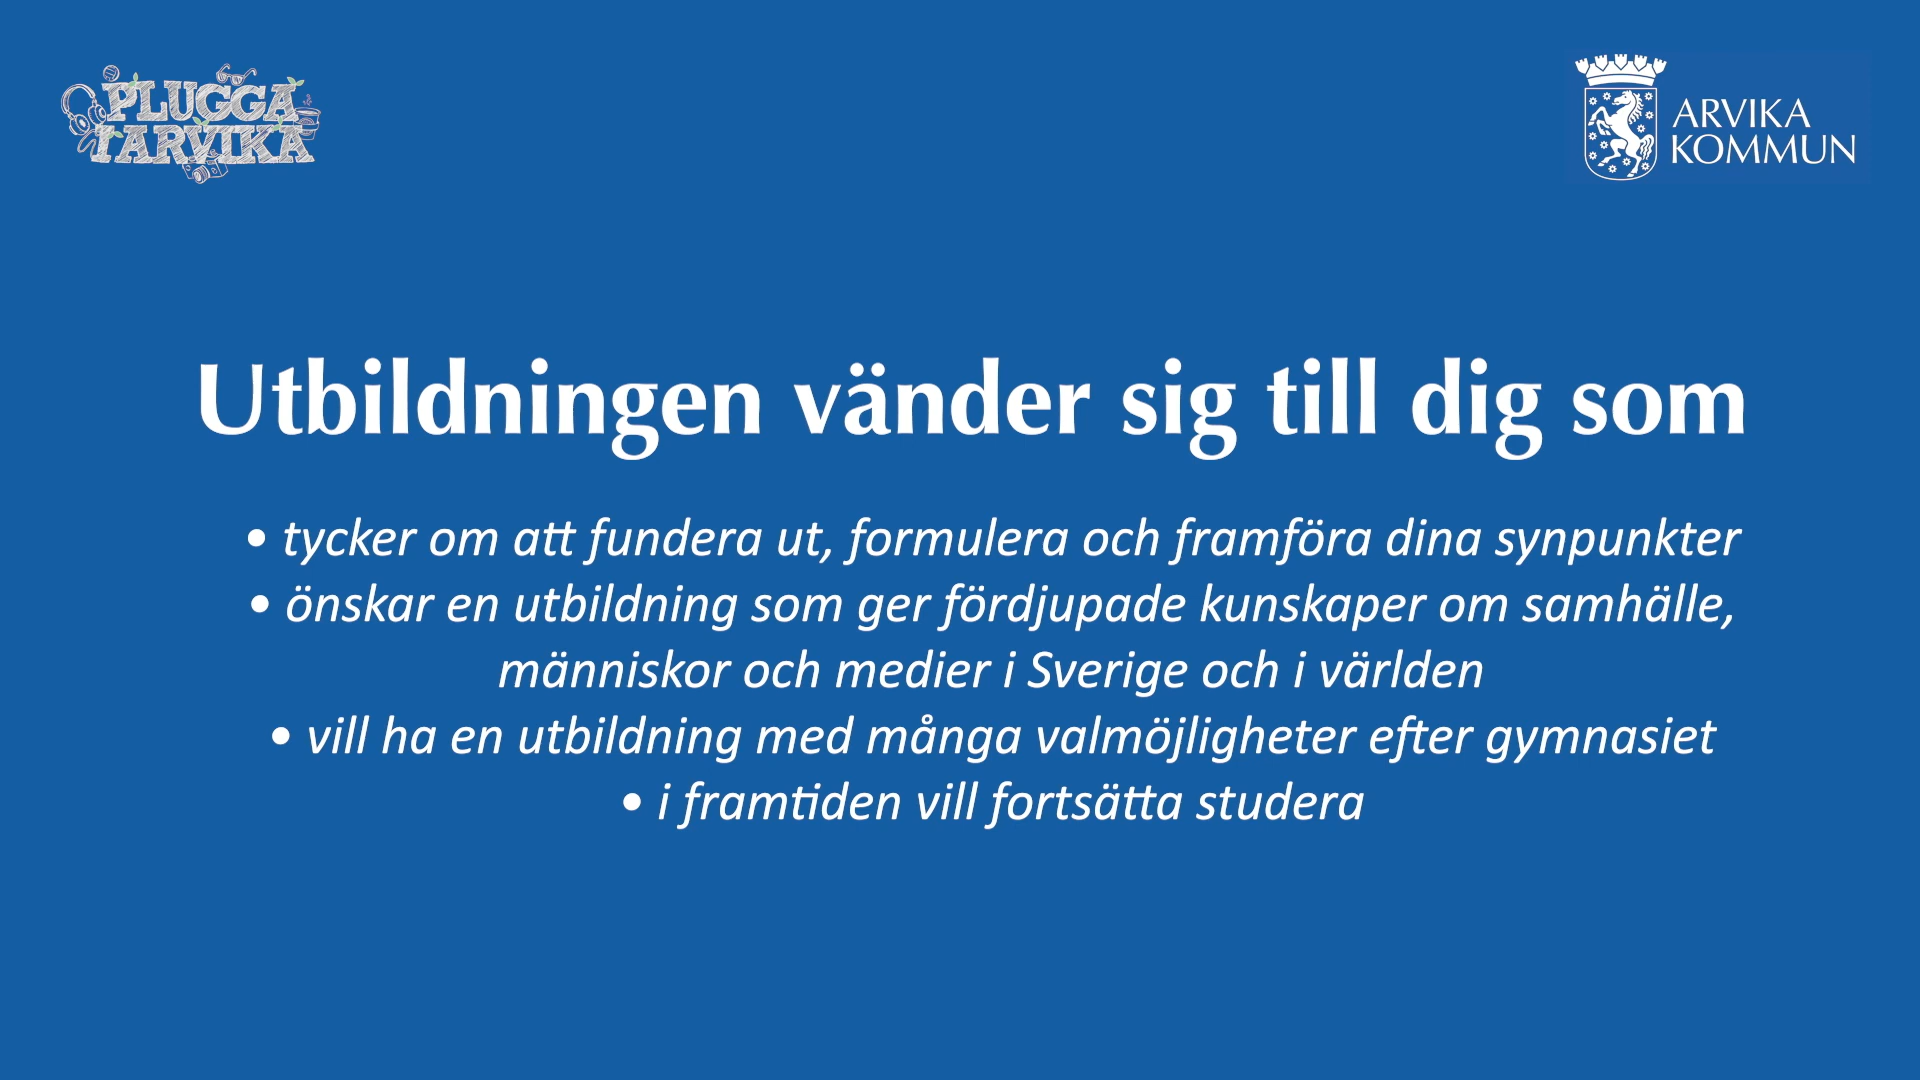 PLUGGA
I ARVIKA
ARVIKA
KOMMUN
Utbildningen vänder sig till dig som
• tycker om att fundera ut, formulera och framföra dina synpunkter
• önskar en utbildning som ger fördjupade kunskaper om samhälle,
människor och medier i Sverige och i världen
• vill ha en utbildning med många valmöjligheter efter gymnasiet
• i framtiden vill fortsätta studera